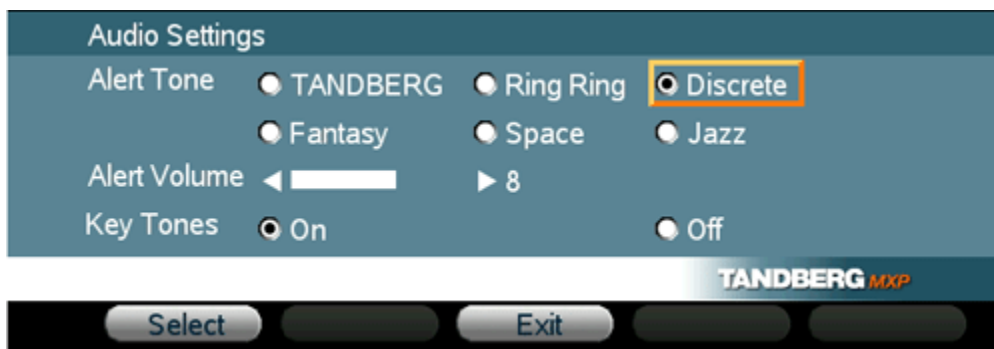 Audio Settings
Alert Tone TANDBERG Ring Ring Discrete
Fantasy Space Jazz
Alert Volume 8
Key Tones On Off
TANDBERG MXP
Select Exit